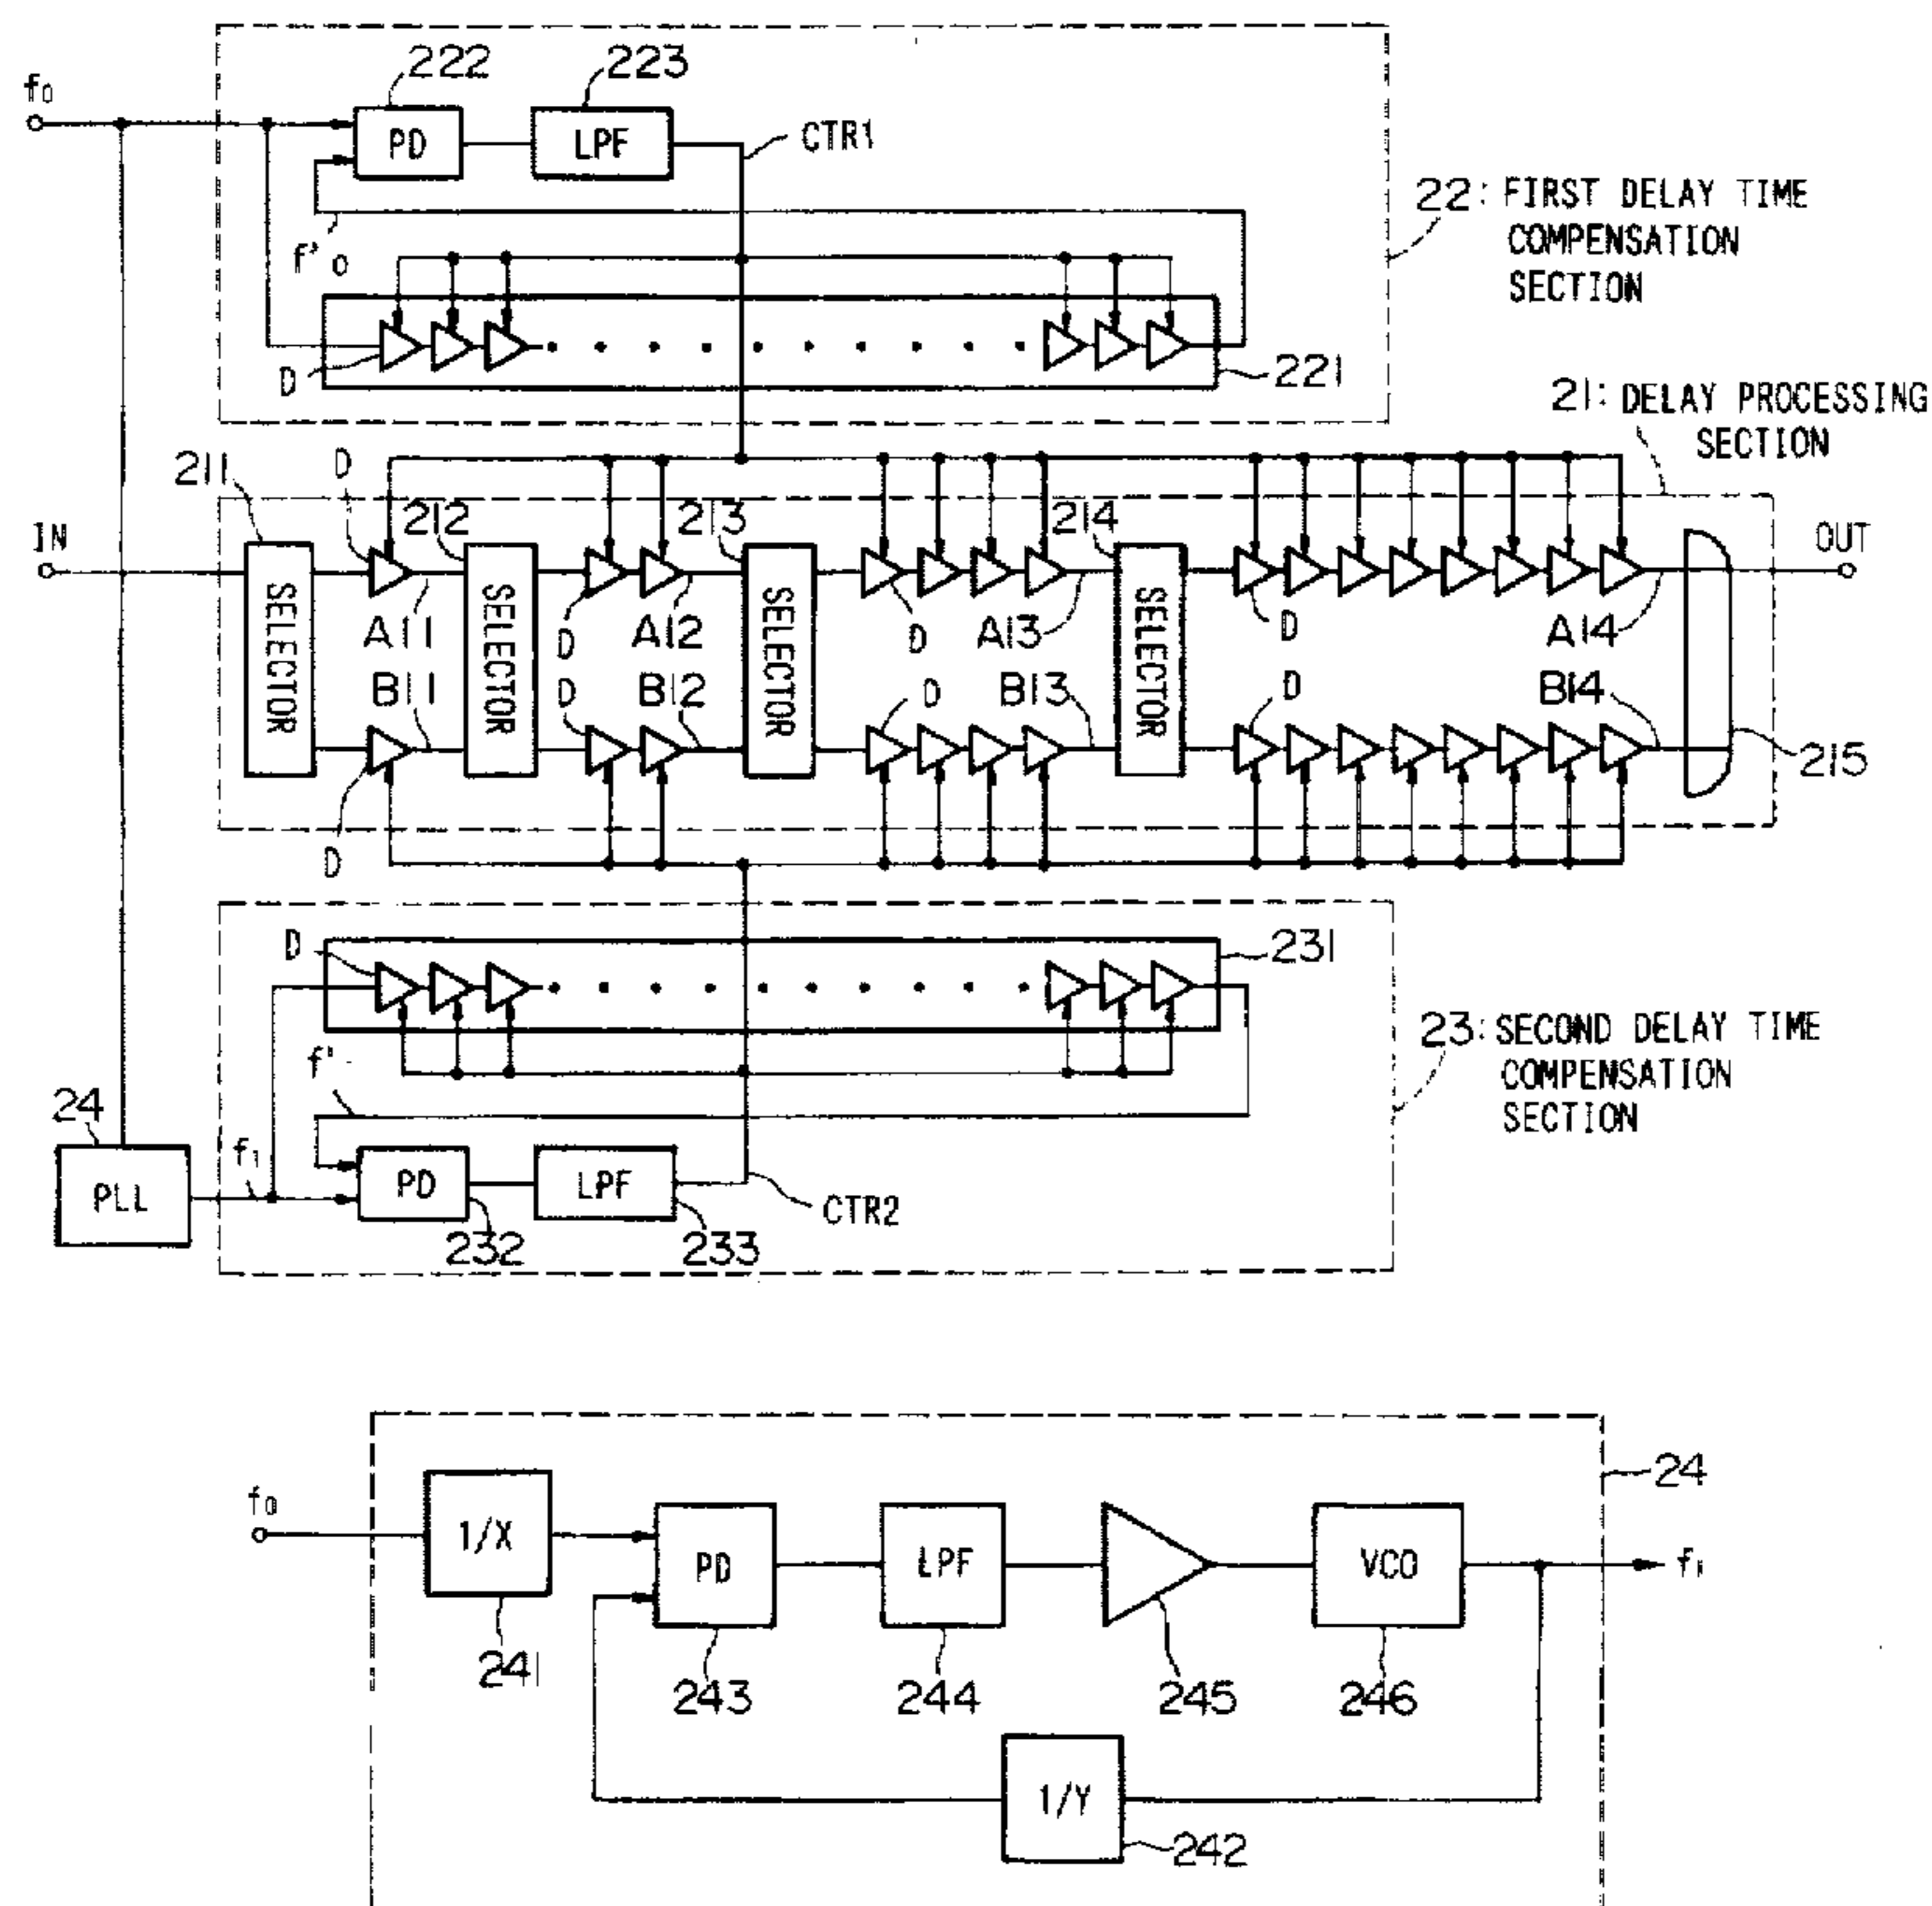 222
223
f0
PD
LPF
CTR1
22: FIRST DELAY TIME
COMPENSATION
SECTION
f'0
D
221
21: DELAY PROCESSING
SECTION
211
D
212
213
214
IN
OUT
SELECTOR
SELECTOR
SELECTOR
SELECTOR
D
D
D
A11
A12
A13
A14
B11
D
B12
D
B13
D
B14
215
D
D
231
23: SECOND DELAY TIME
COMPENSATION
SECTION
f'
24
PLL
f1
PD
LPF
CTR2
232
233
24
f0
1/X
PD
LPF
VCO
f1
241
243
244
245
246
1/Y
242